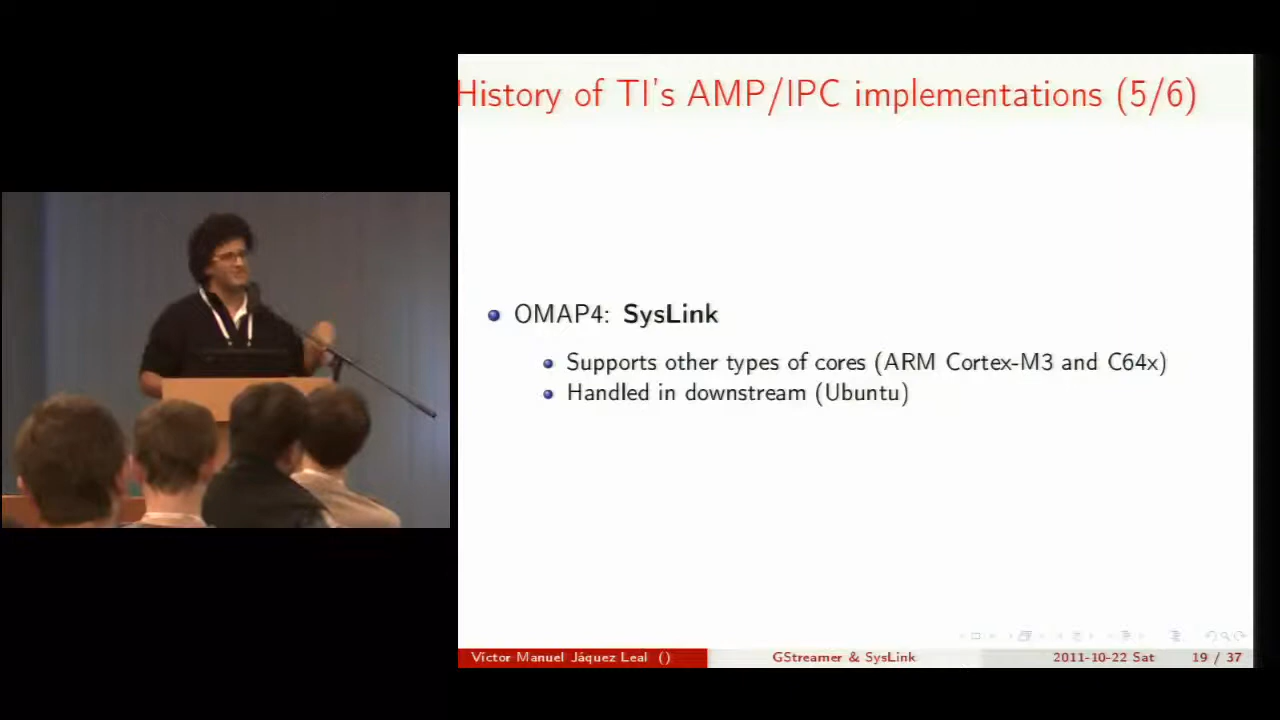 History of TI's AMP/IPC implementations (5/6)
OMAP4: SysLink
Supports other types of cores (ARM Cortex-M3 and C64x)
Handled in downstream (Ubuntu)
Víctor Manuel Jáquez Leal ()
GStreamer & SysLink
2011-10-22 Sat
19 / 37